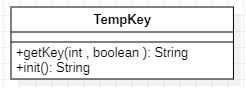 TempKey
+getKey(int , boolean ): String
+init(): String